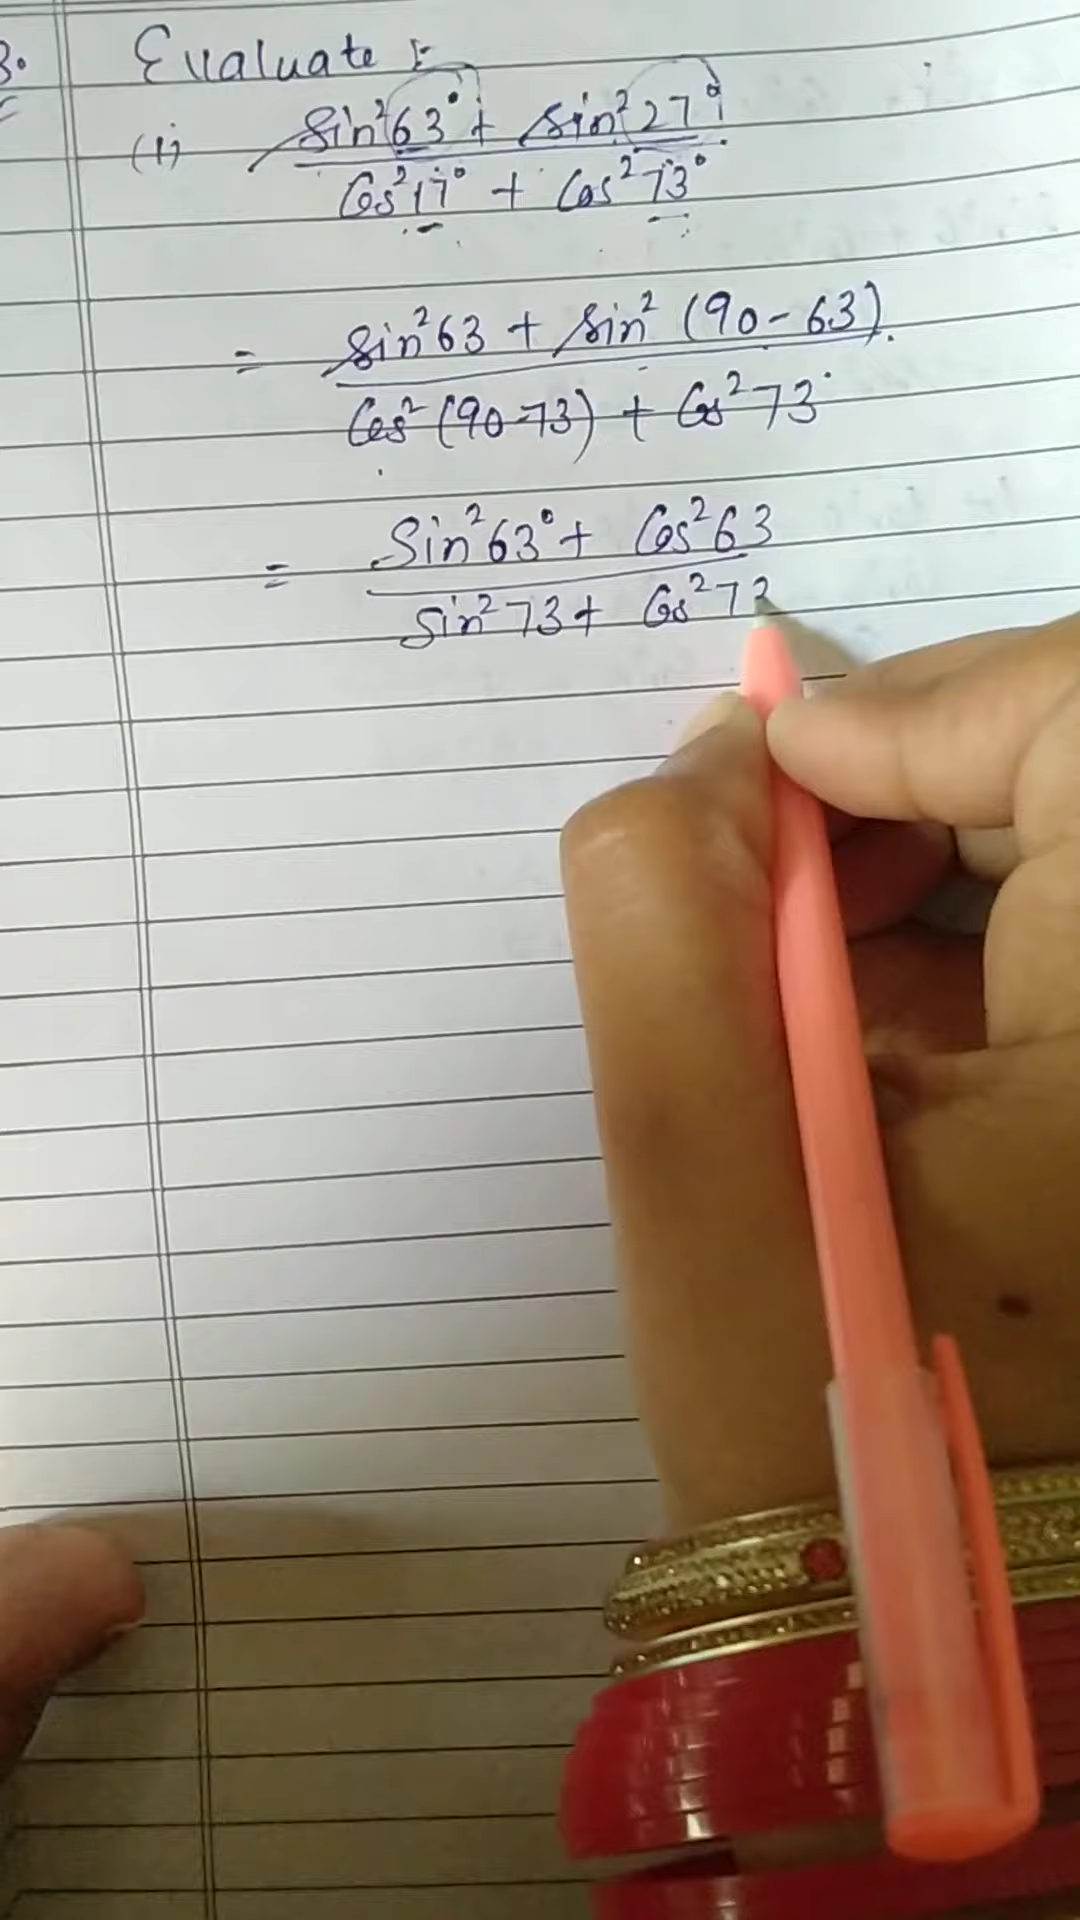 3. Evaluate :-
(i) sin²63° + sin²27°
Cos²17° + Cos²73°
= sin²63 + sin² (90-63)
Cos² (90-73) + Cos²73°
= Sin²63° + Cos²63
Sin²73 + Cos²73